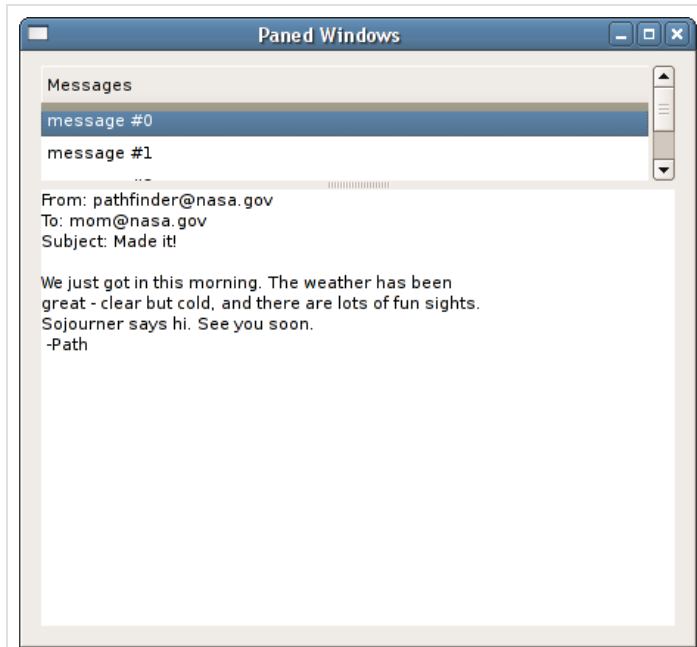 Paned Windows
Messages
message #0
message #1
From: pathfinder@nasa.gov
To: mom@nasa.gov
Subject: Made it!
We just got in this morning. The weather has been
great - clear but cold, and there are lots of fun sights.
Sojourner says hi. See you soon.
-Path